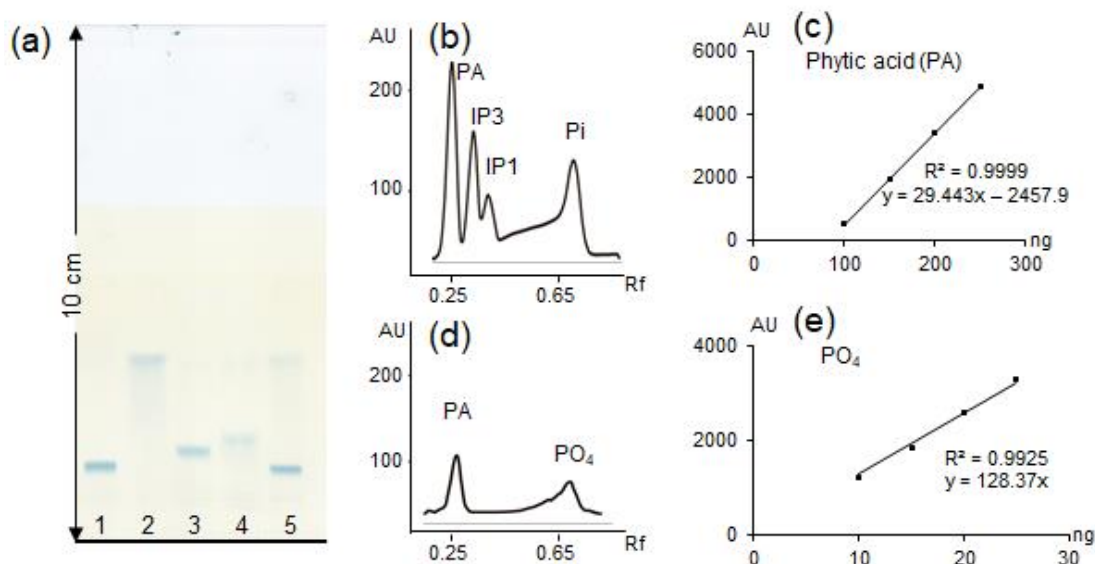 (a)
10 cm
1 2 3 4 5
(b)
AU
200
100
PA
IP3
IP1
Pi
0.25 0.65 Rf
(c)
AU
Phytic acid (PA)
6000
4000
2000
0
R² = 0.9999
y = 29.443x – 2457.9
0 100 200 300
ng
(d)
AU
200
100
PA
PO₄
0.25 0.65 Rf
(e)
AU
PO₄
4000
2000
0
R² = 0.9925
y = 128.37x
0 10 20 30
ng